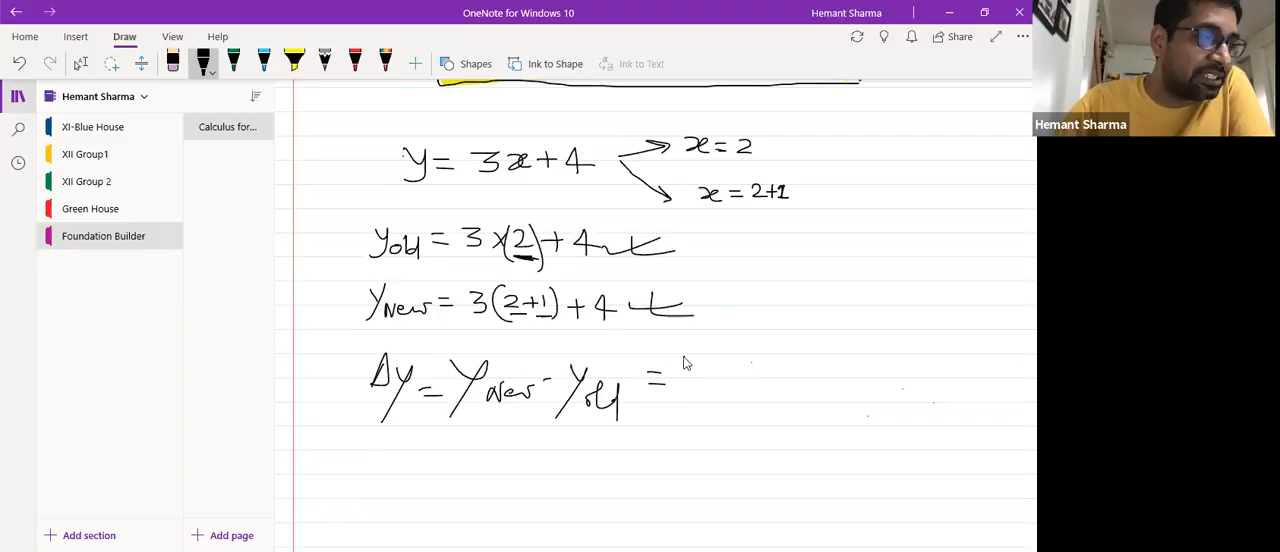 OneNote for Windows 10
Hemant Sharma
Home Insert Draw View Help
Share
Shapes
Ink to Shape
Ink to Text
Hemant Sharma
XI-Blue House
XII Group1
XII Group 2
Green House
Foundation Builder
Add section
Calculus for...
Add page
y = 3x + 4
x = 2
x = 2+1
yold = 3 x(2) + 4
yNew = 3(2+1) + 4
Δy = yNew - yold =
Hemant Sharma